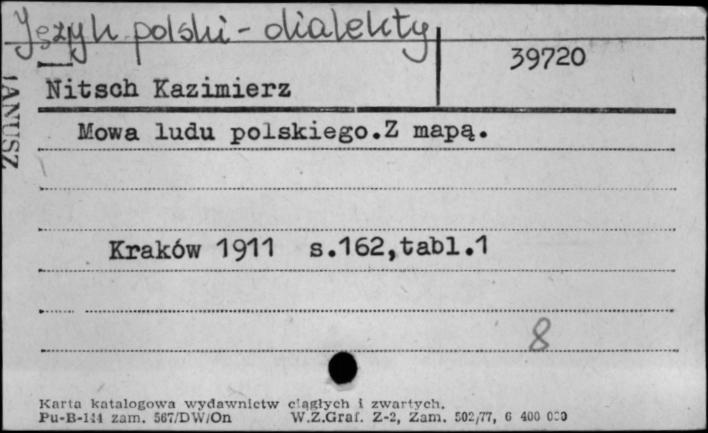 Język polski - dialekty
39720
JANUSZ
Nitsch Kazimierz
Mowa ludu polskiego.Z mapą.
Kraków 1911 s.162,tabl.1
8
Karta katalogowa wydawnictw ciągłych i zwartych.
Pu-B-144 zam. 567/DW/On W.Z.Graf. Z-2, Zam. 502/77, 6 400 000